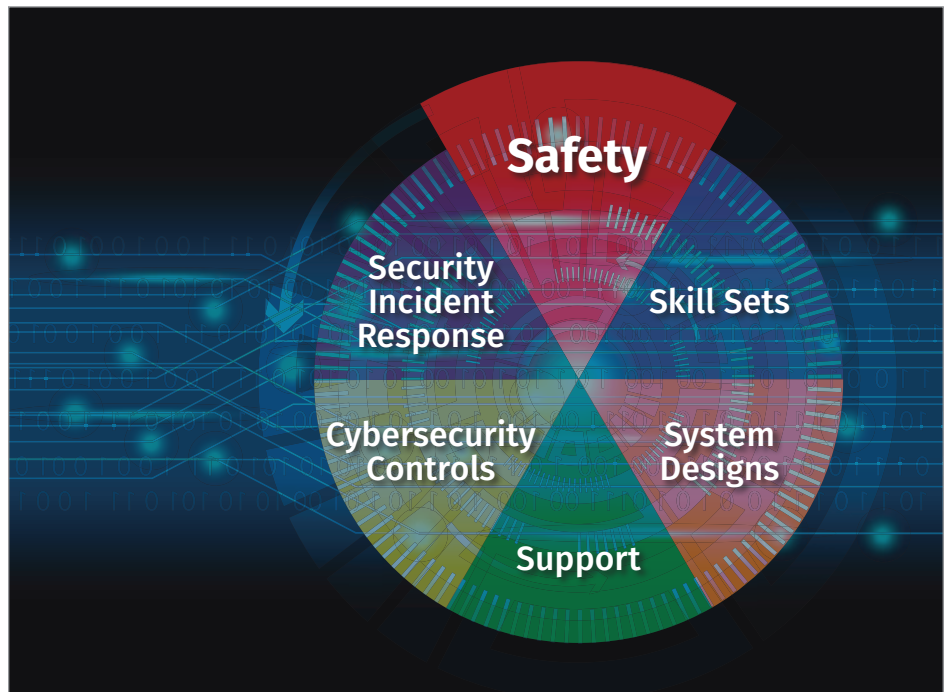 Safety
Security
Incident
Response
Skill Sets
Cybersecurity
Controls
System
Designs
Support